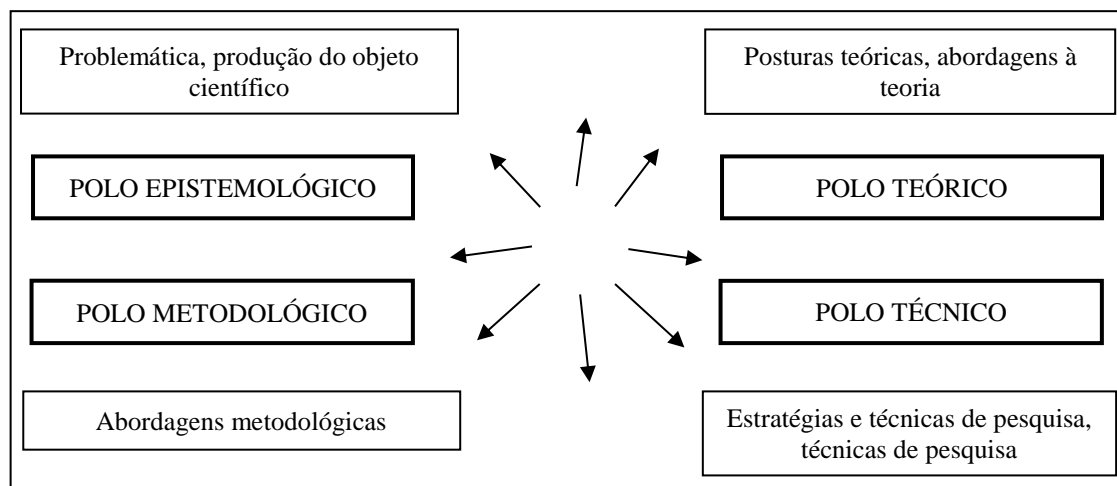 Problemática, produção do objeto
científico
Posturas teóricas, abordagens à
teoria
POLO EPISTEMOLÓGICO
POLO TEÓRICO
POLO METODOLÓGICO
POLO TÉCNICO
Abordagens metodológicas
Estratégias e técnicas de pesquisa,
técnicas de pesquisa